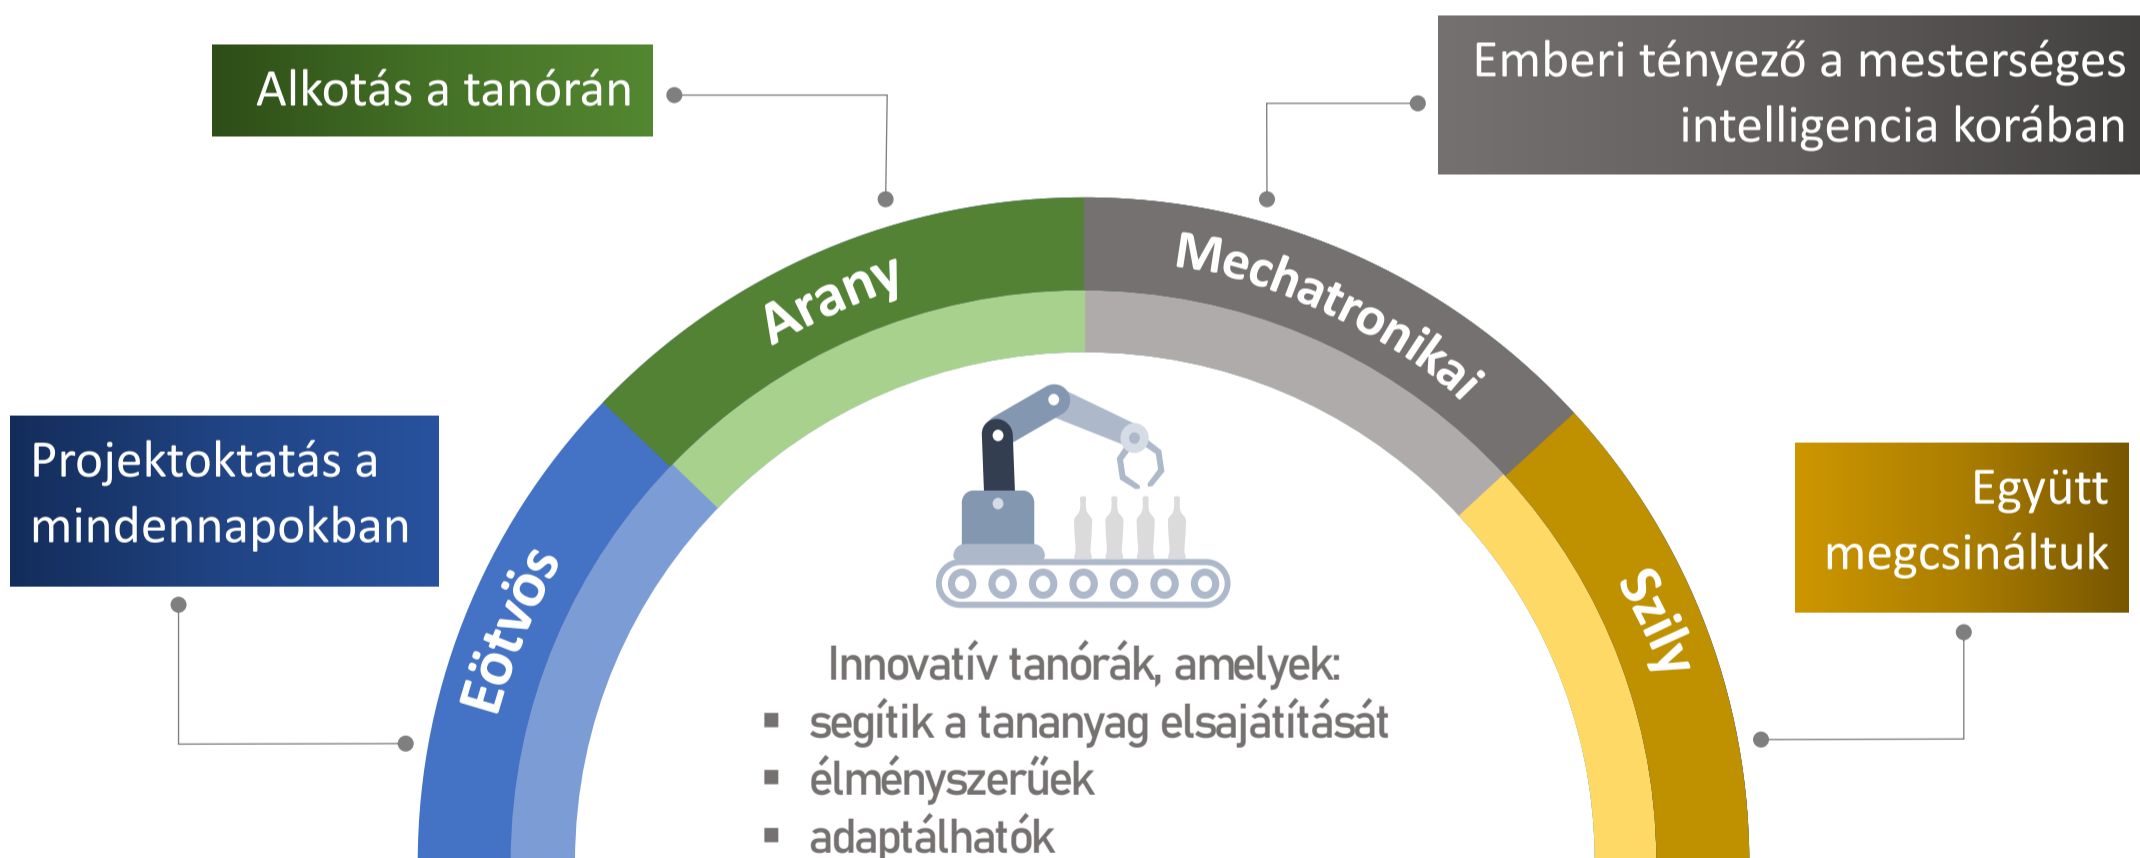 Alkotás a tanórán
Emberi tényező a mesterséges
intelligencia korában
Arany
Mechatronikai
Projektoktatás a
mindennapokban
Együtt
megcsináltuk
Eötvös
Szily
Innovatív tanórák, amelyek:
▪ segítik a tananyag elsajátítását
▪ élményszerűek
▪ adaptálhatók